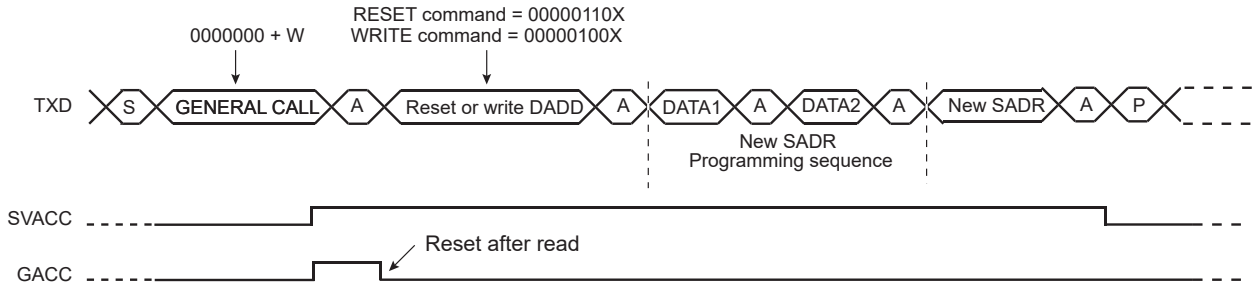 RESET command = 00000110X
0000000 + W
WRITE command = 00000100X
TXD
S
GENERAL CALL
A
Reset or write DADD
A
DATA1
A
DATA2
A
New SADR
A
P
New SADR
Programming sequence
SVACC
Reset after read
GACC